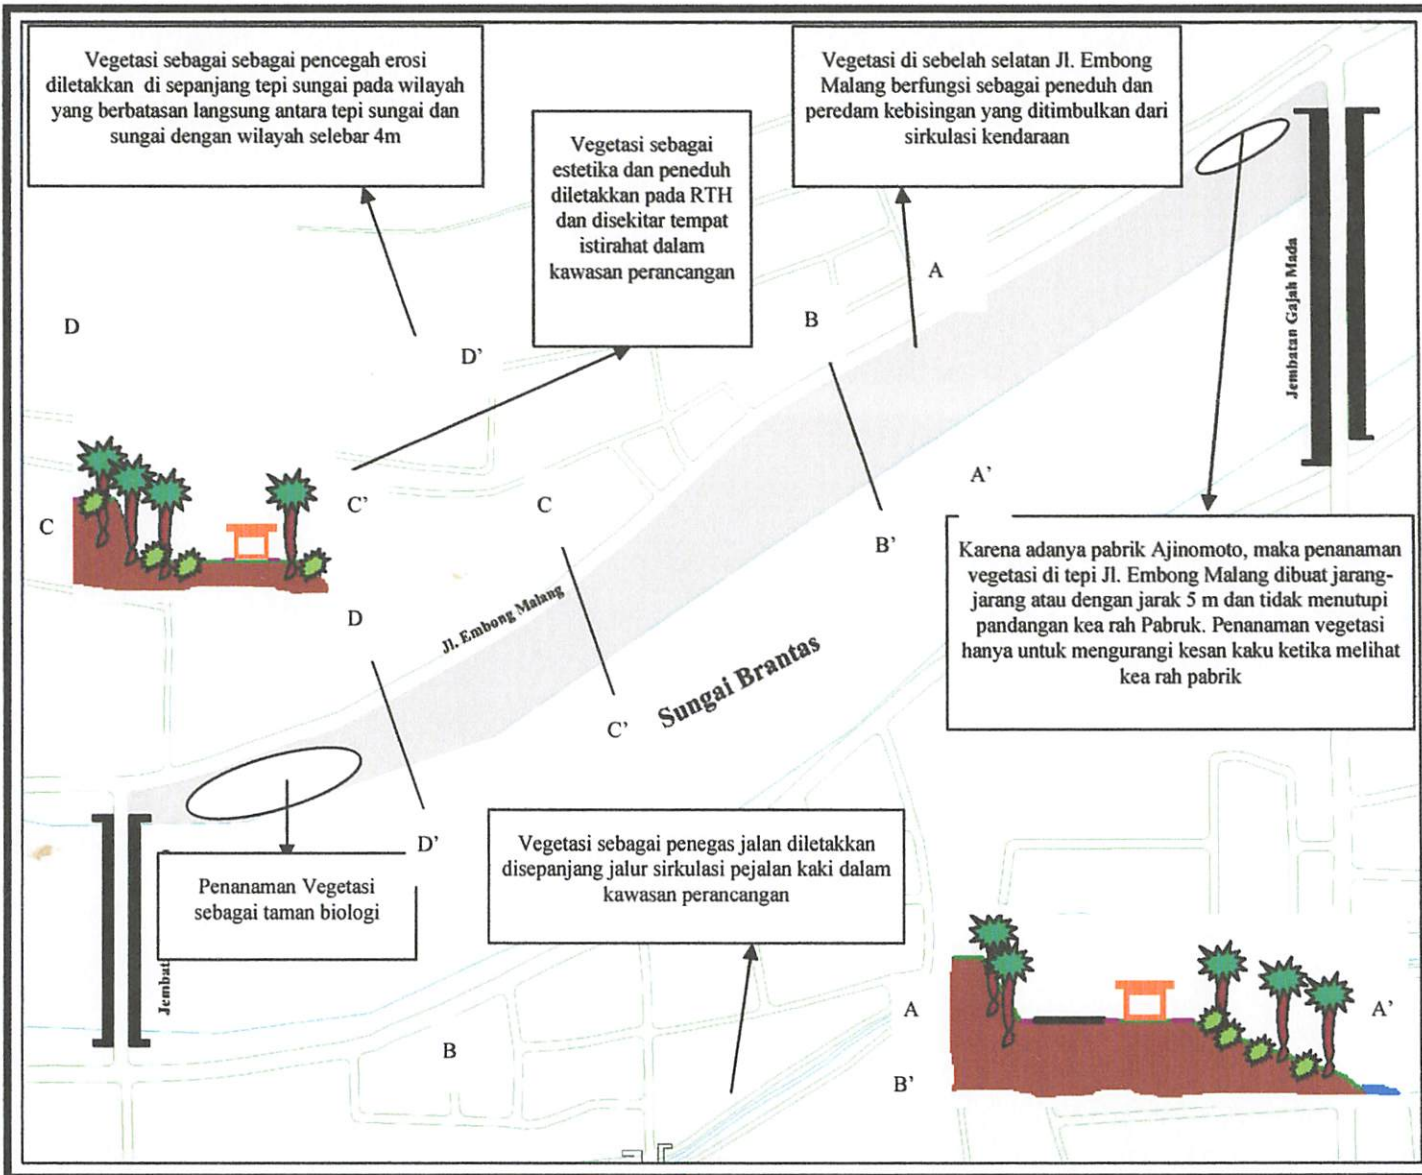 Vegetasi sebagai sebagai pencegah erosi
diletakkan di sepanjang tepi sungai pada wilayah
yang berbatasan langsung antara tepi sungai dan
sungai dengan wilayah selebar 4m
Vegetasi sebagai
estetika dan peneduh
diletakkan pada RTH
dan disekitar tempat
istirahat dalam
kawasan perancangan
Vegetasi di sebelah selatan Jl. Embong
Malang berfungsi sebagai peneduh dan
peredam kebisingan yang ditimbulkan dari
sirkulasi kendaraan
Jembatan Gajah Mada
A
B
D
D'
C'
C
C
A'
B'
Karena adanya pabrik Ajinomoto, maka penanaman
vegetasi di tepi Jl. Embong Malang dibuat jarang-
jarang atau dengan jarak 5 m dan tidak menutupi
pandangan kea rah Pabruk. Penanaman vegetasi
hanya untuk mengurangi kesan kaku ketika melihat
kea rah pabrik
D
Jl. Embong Malang
Sungai Brantas
C'
D'
Penanaman Vegetasi
sebagai taman biologi
Vegetasi sebagai penegas jalan diletakkan
disepanjang jalur sirkulasi pejalan kaki dalam
kawasan perancangan
A
A'
B
B'